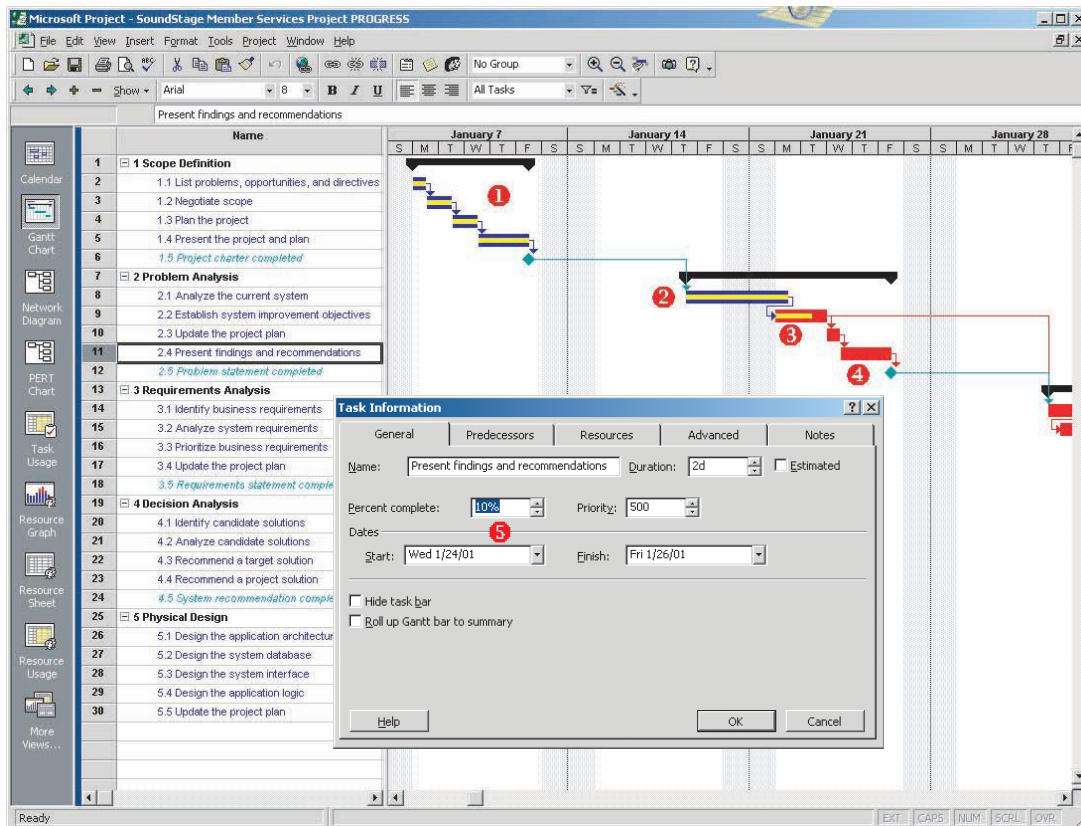 Microsoft Project - SoundStage Member Services Project PROGRESS
File Edit View Insert Format Tools Project Window Help
ABC No Group
Show Arial 8 B I U All Tasks
Present findings and recommendations
Name January 7 January 14 January 21 January 28
S M T W T F S S M T W T F S S M T W T F S S M T W T F
Calendar
Gantt Chart
Network Diagram
PERT Chart
Task Usage
Resource Graph
Resource Sheet
Resource Usage
More Views...
1 1 Scope Definition
2 1.1 List problems, opportunities, and directives
3 1.2 Negotiate scope
4 1.3 Plan the project
5 1.4 Present the project and plan
6 1.5 Project charter completed
7 2 Problem Analysis
8 2.1 Analyze the current system
9 2.2 Establish system improvement objectives
10 2.3 Update the project plan
11 2.4 Present findings and recommendations
12 2.5 Problem statement completed
13 3 Requirements Analysis
14 3.1 Identify business requirements
15 3.2 Analyze system requirements
16 3.3 Prioritize business requirements
17 3.4 Update the project plan
18 3.5 Requirements statement comple
19 4 Decision Analysis
20 4.1 Identify candidate solutions
21 4.2 Analyze candidate solutions
22 4.3 Recommend a target solution
23 4.4 Recommend a project solution
24 4.5 System recommendation comple
25 5 Physical Design
26 5.1 Design the application architectur
27 5.2 Design the system database
28 5.3 Design the system interface
29 5.4 Design the application logic
30 5.5 Update the project plan
1
2
3
4
Task Information
General Predecessors Resources Advanced Notes
Name: Present findings and recommendations Duration: 2d Estimated
Percent complete: 10% Priority: 500
5
Dates
Start: Wed 1/24/01 Finish: Fri 1/26/01
Hide task bar
Roll up Gantt bar to summary
Help OK Cancel
Ready EXT CAPS NUM SCRL OVR